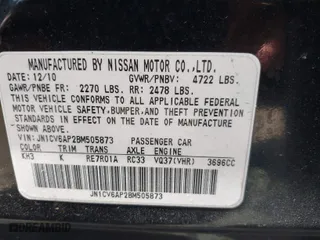 MANUFACTURED BY NISSAN MOTOR CO.,LTD.
DATE: 12/10 GVWR/PNBV: 4722 LBS.
GAWR/PNBE FR: 2270 LBS. RR: 2478 LBS.
THIS VEHICLE CONFORMS TO ALL APPLICABLE FEDERAL
MOTOR VEHICLE SAFETY, BUMPER, AND THEFT PREVENTION
STANDARDS IN EFFECT ON THE DATE OF MANUFACTURE
SHOWN ABOVE.
VIN: JN1CV6AP2BM505873 PASSENGER CAR
COLOR TRIM TRANS AXLE ENGINE
KH3 K RE7R01A RC33 VQ37(VHR) 3696CC
JN1CV6AP2BM505873